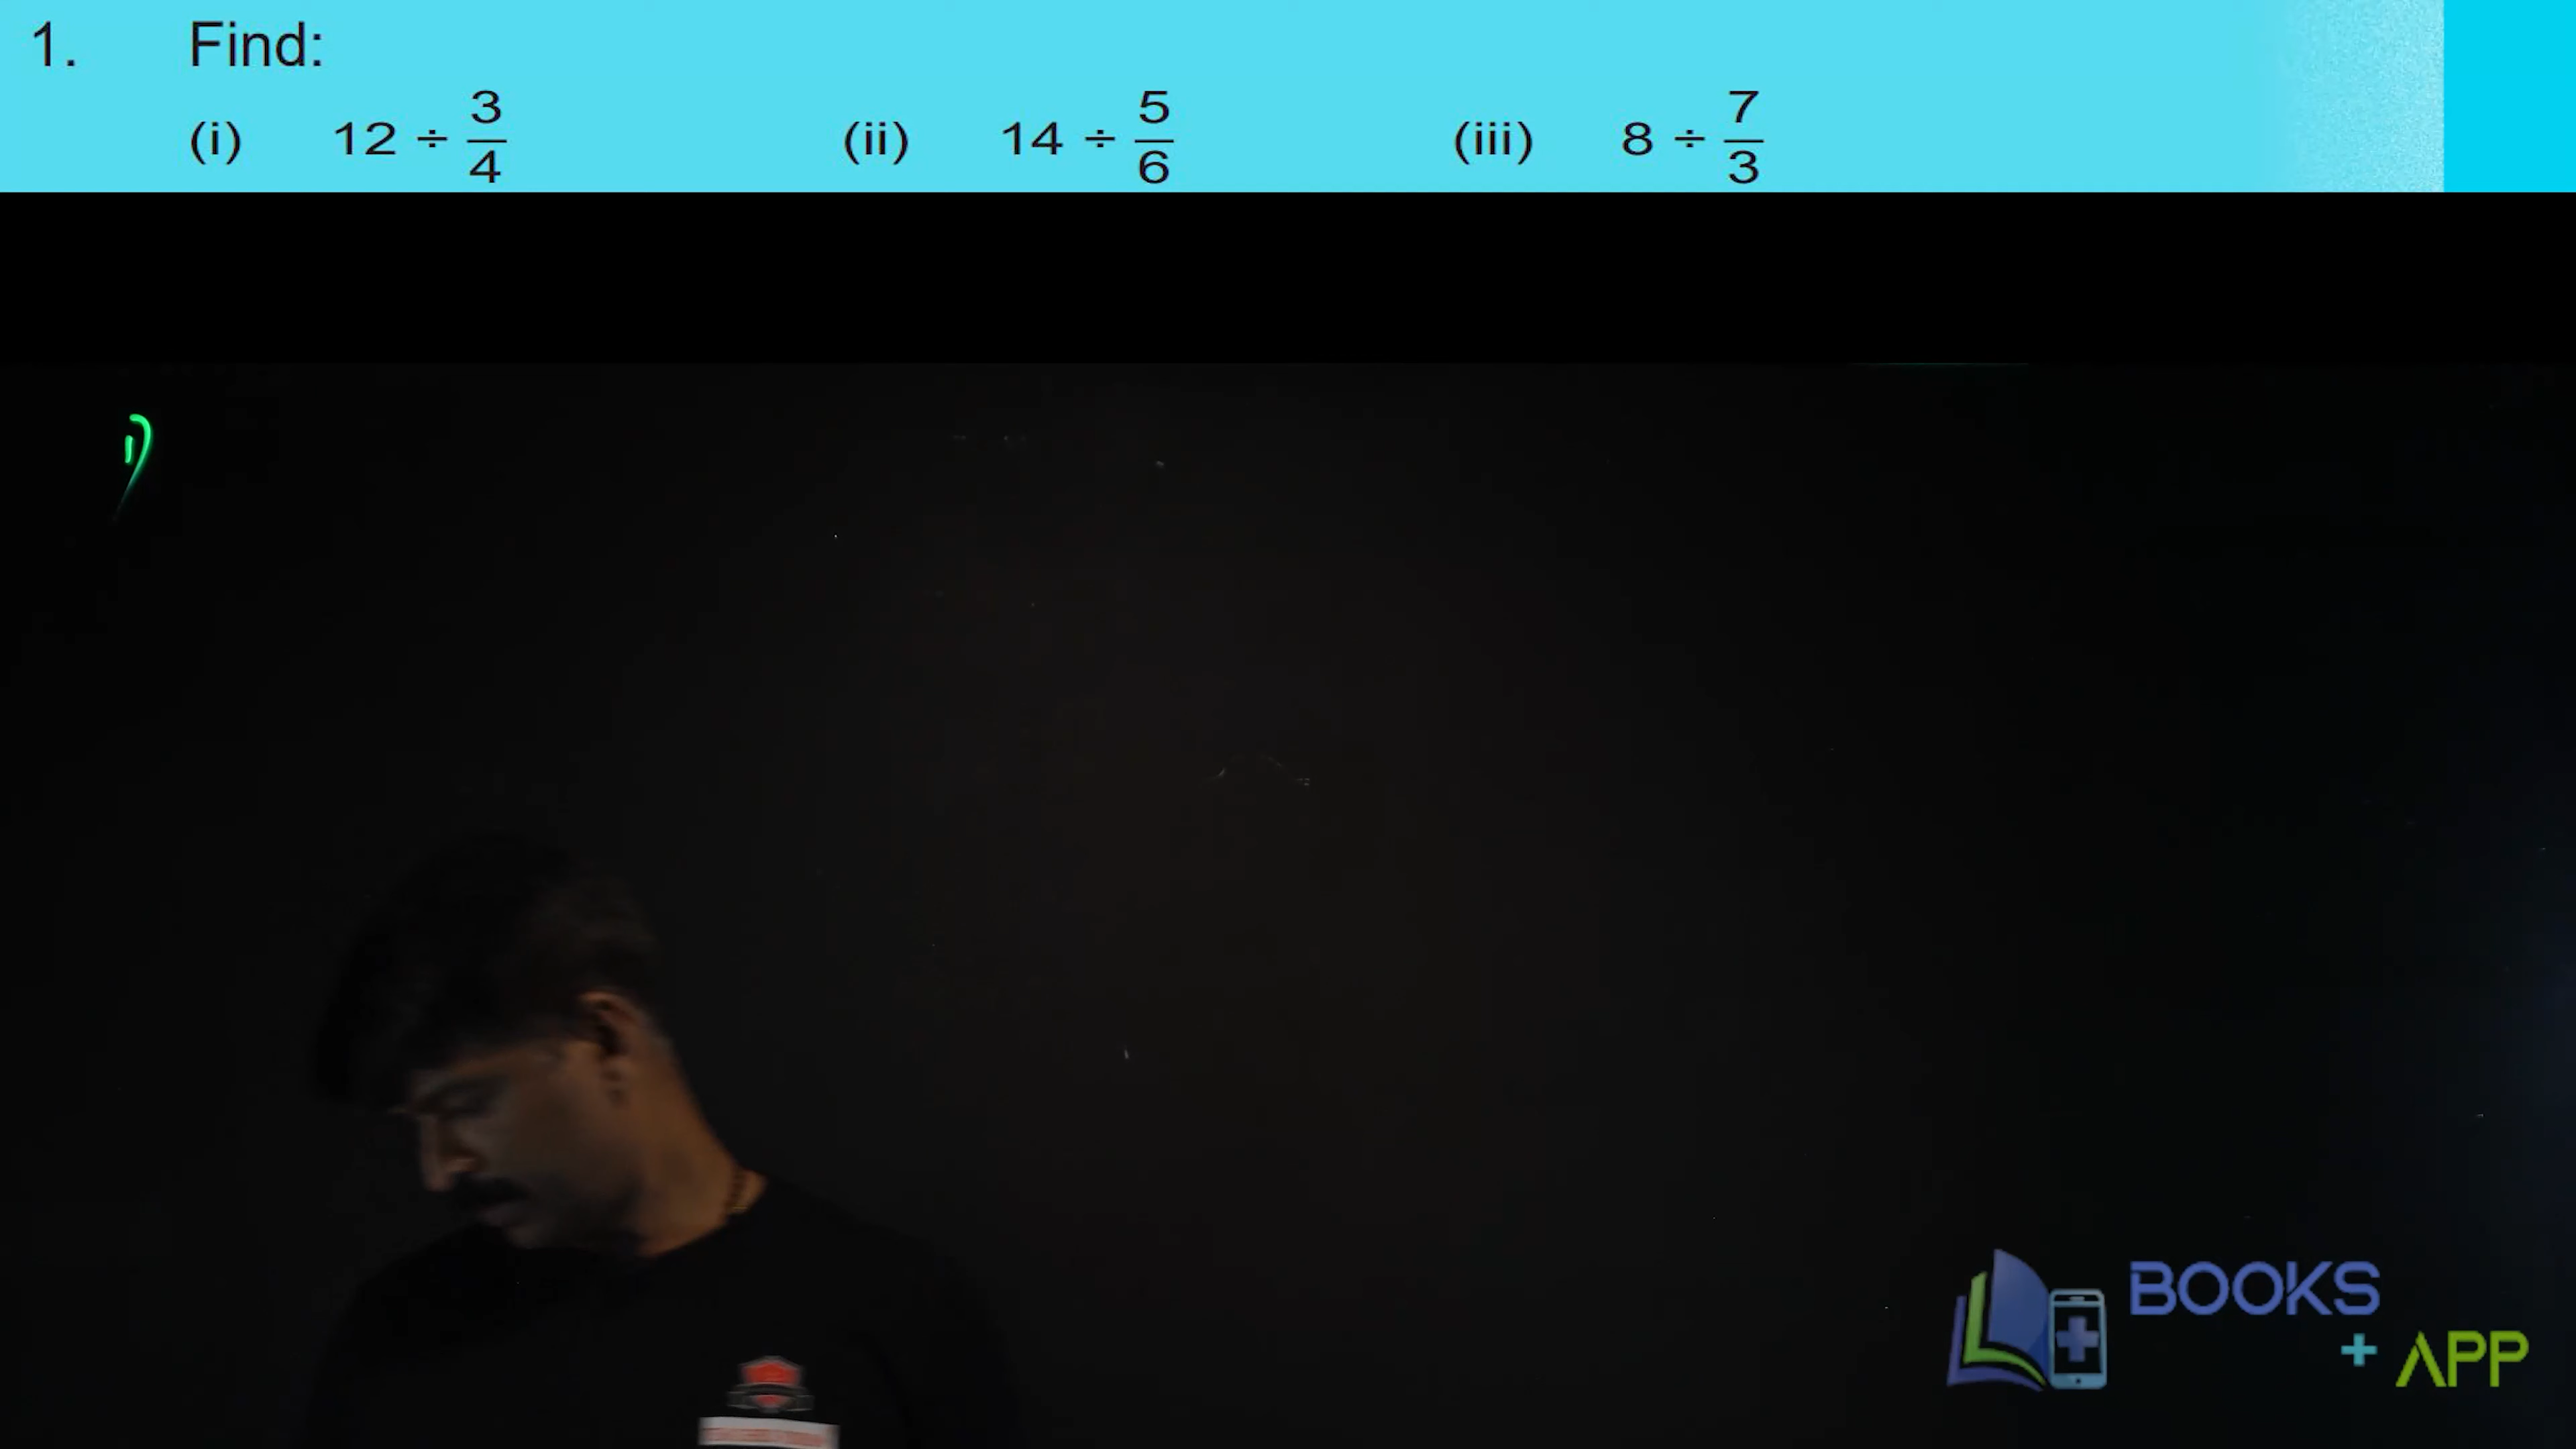 1. Find:
(i) 12 ÷ 3/4 (ii) 14 ÷ 5/6 (iii) 8 ÷ 7/3
i)
BOOKS
+ APP